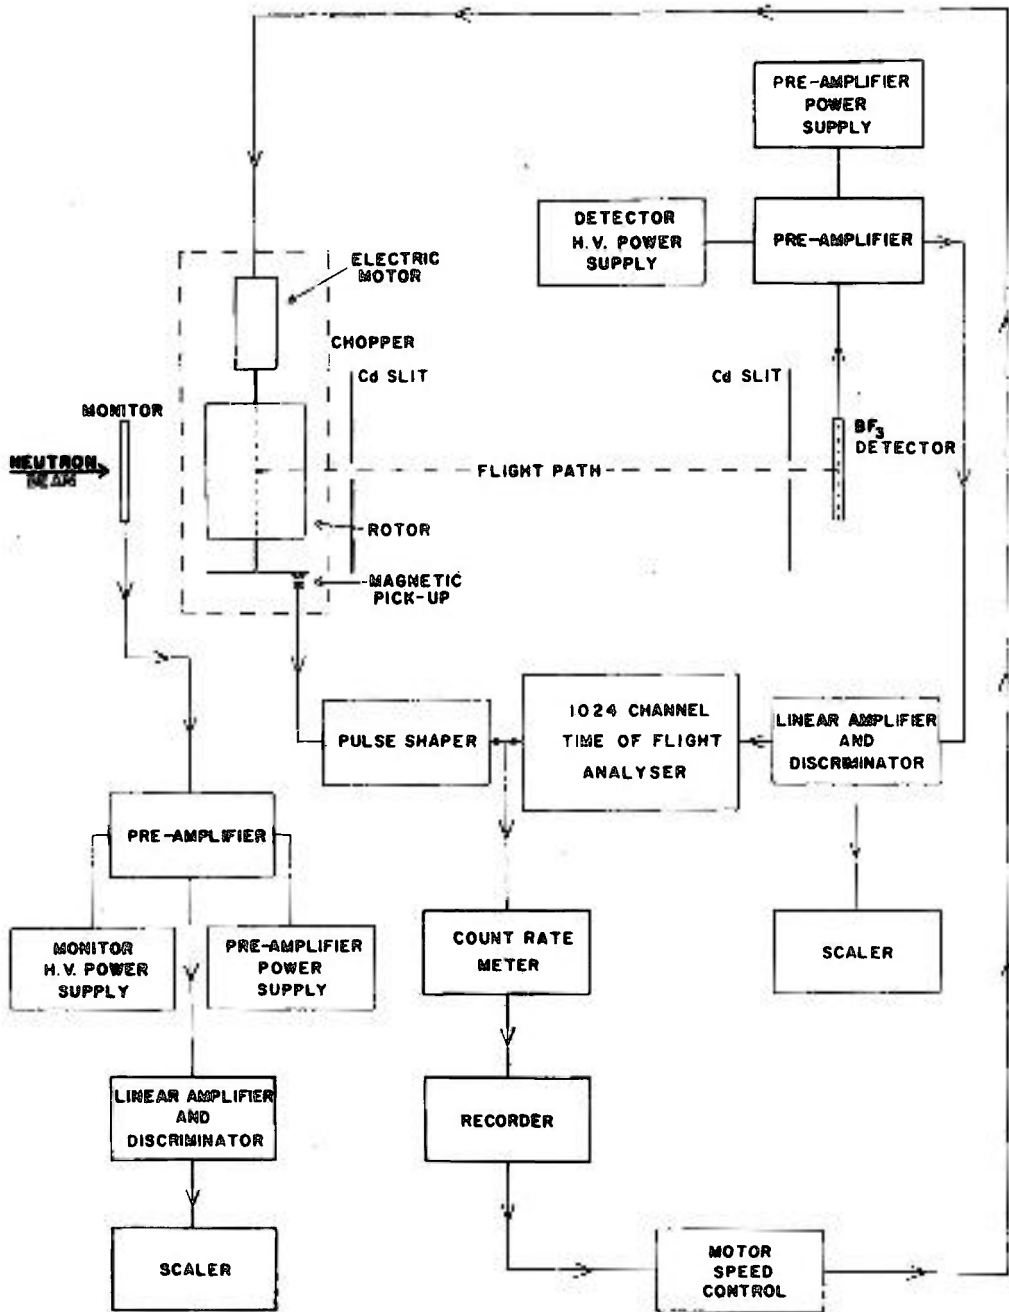 PRE-AMPLIFIER
POWER
SUPPLY
DETECTOR
H.V. POWER
SUPPLY
PRE-AMPLIFIER
ELECTRIC
MOTOR
CHOPPER
Cd SLIT
Cd SLIT
MONITOR
BF3
DETECTOR
NEUTRON
BEAM
FLIGHT PATH
ROTOR
MAGNETIC
PICK-UP
PULSE SHAPER
1024 CHANNEL
TIME OF FLIGHT
ANALYSER
LINEAR AMPLIFIER
AND
DISCRIMINATOR
PRE-AMPLIFIER
MONITOR
H.V. POWER
SUPPLY
PRE-AMPLIFIER
POWER
SUPPLY
COUNT RATE
METER
SCALER
LINEAR AMPLIFIER
AND
DISCRIMINATOR
RECORDER
SCALER
MOTOR
SPEED
CONTROL